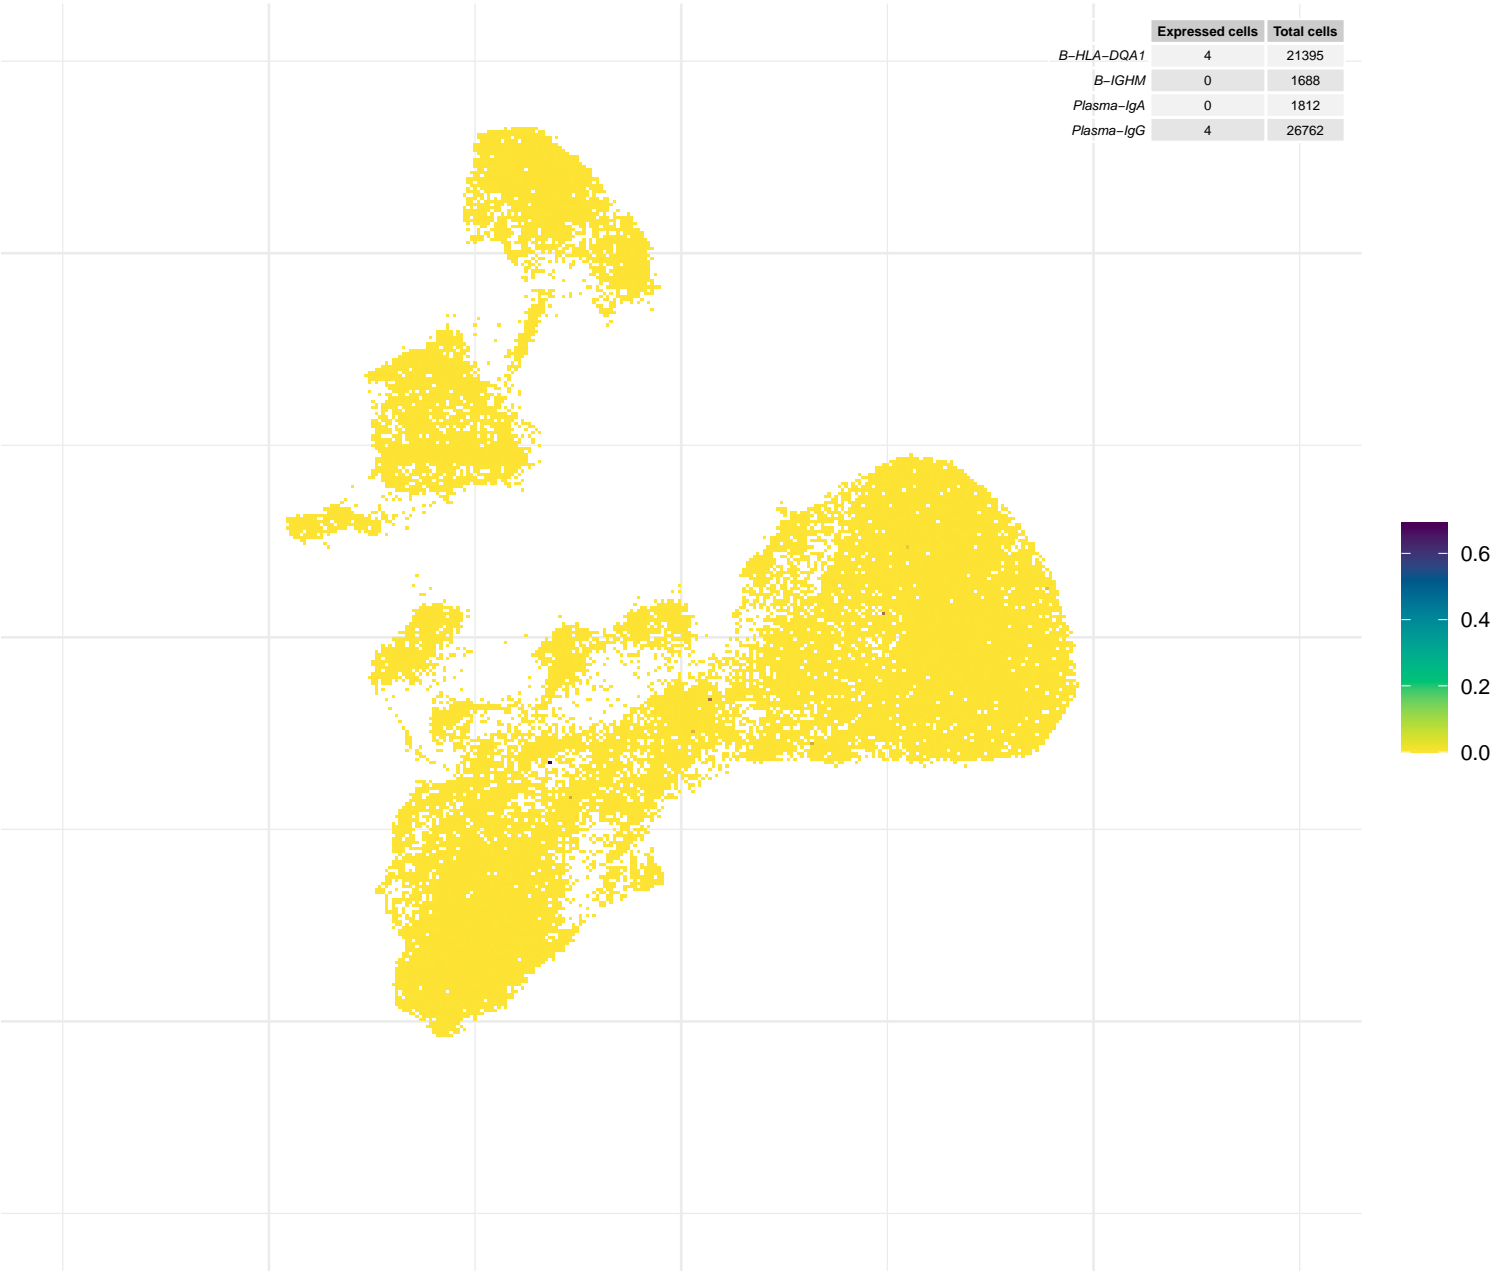 Expressed cells Total cells
B−HLA−DQA1 4 21395
B−IGHM 0 1688
Plasma−IgA 0 1812
Plasma−IgG 4 26762
0.6
0.4
0.2
0.0